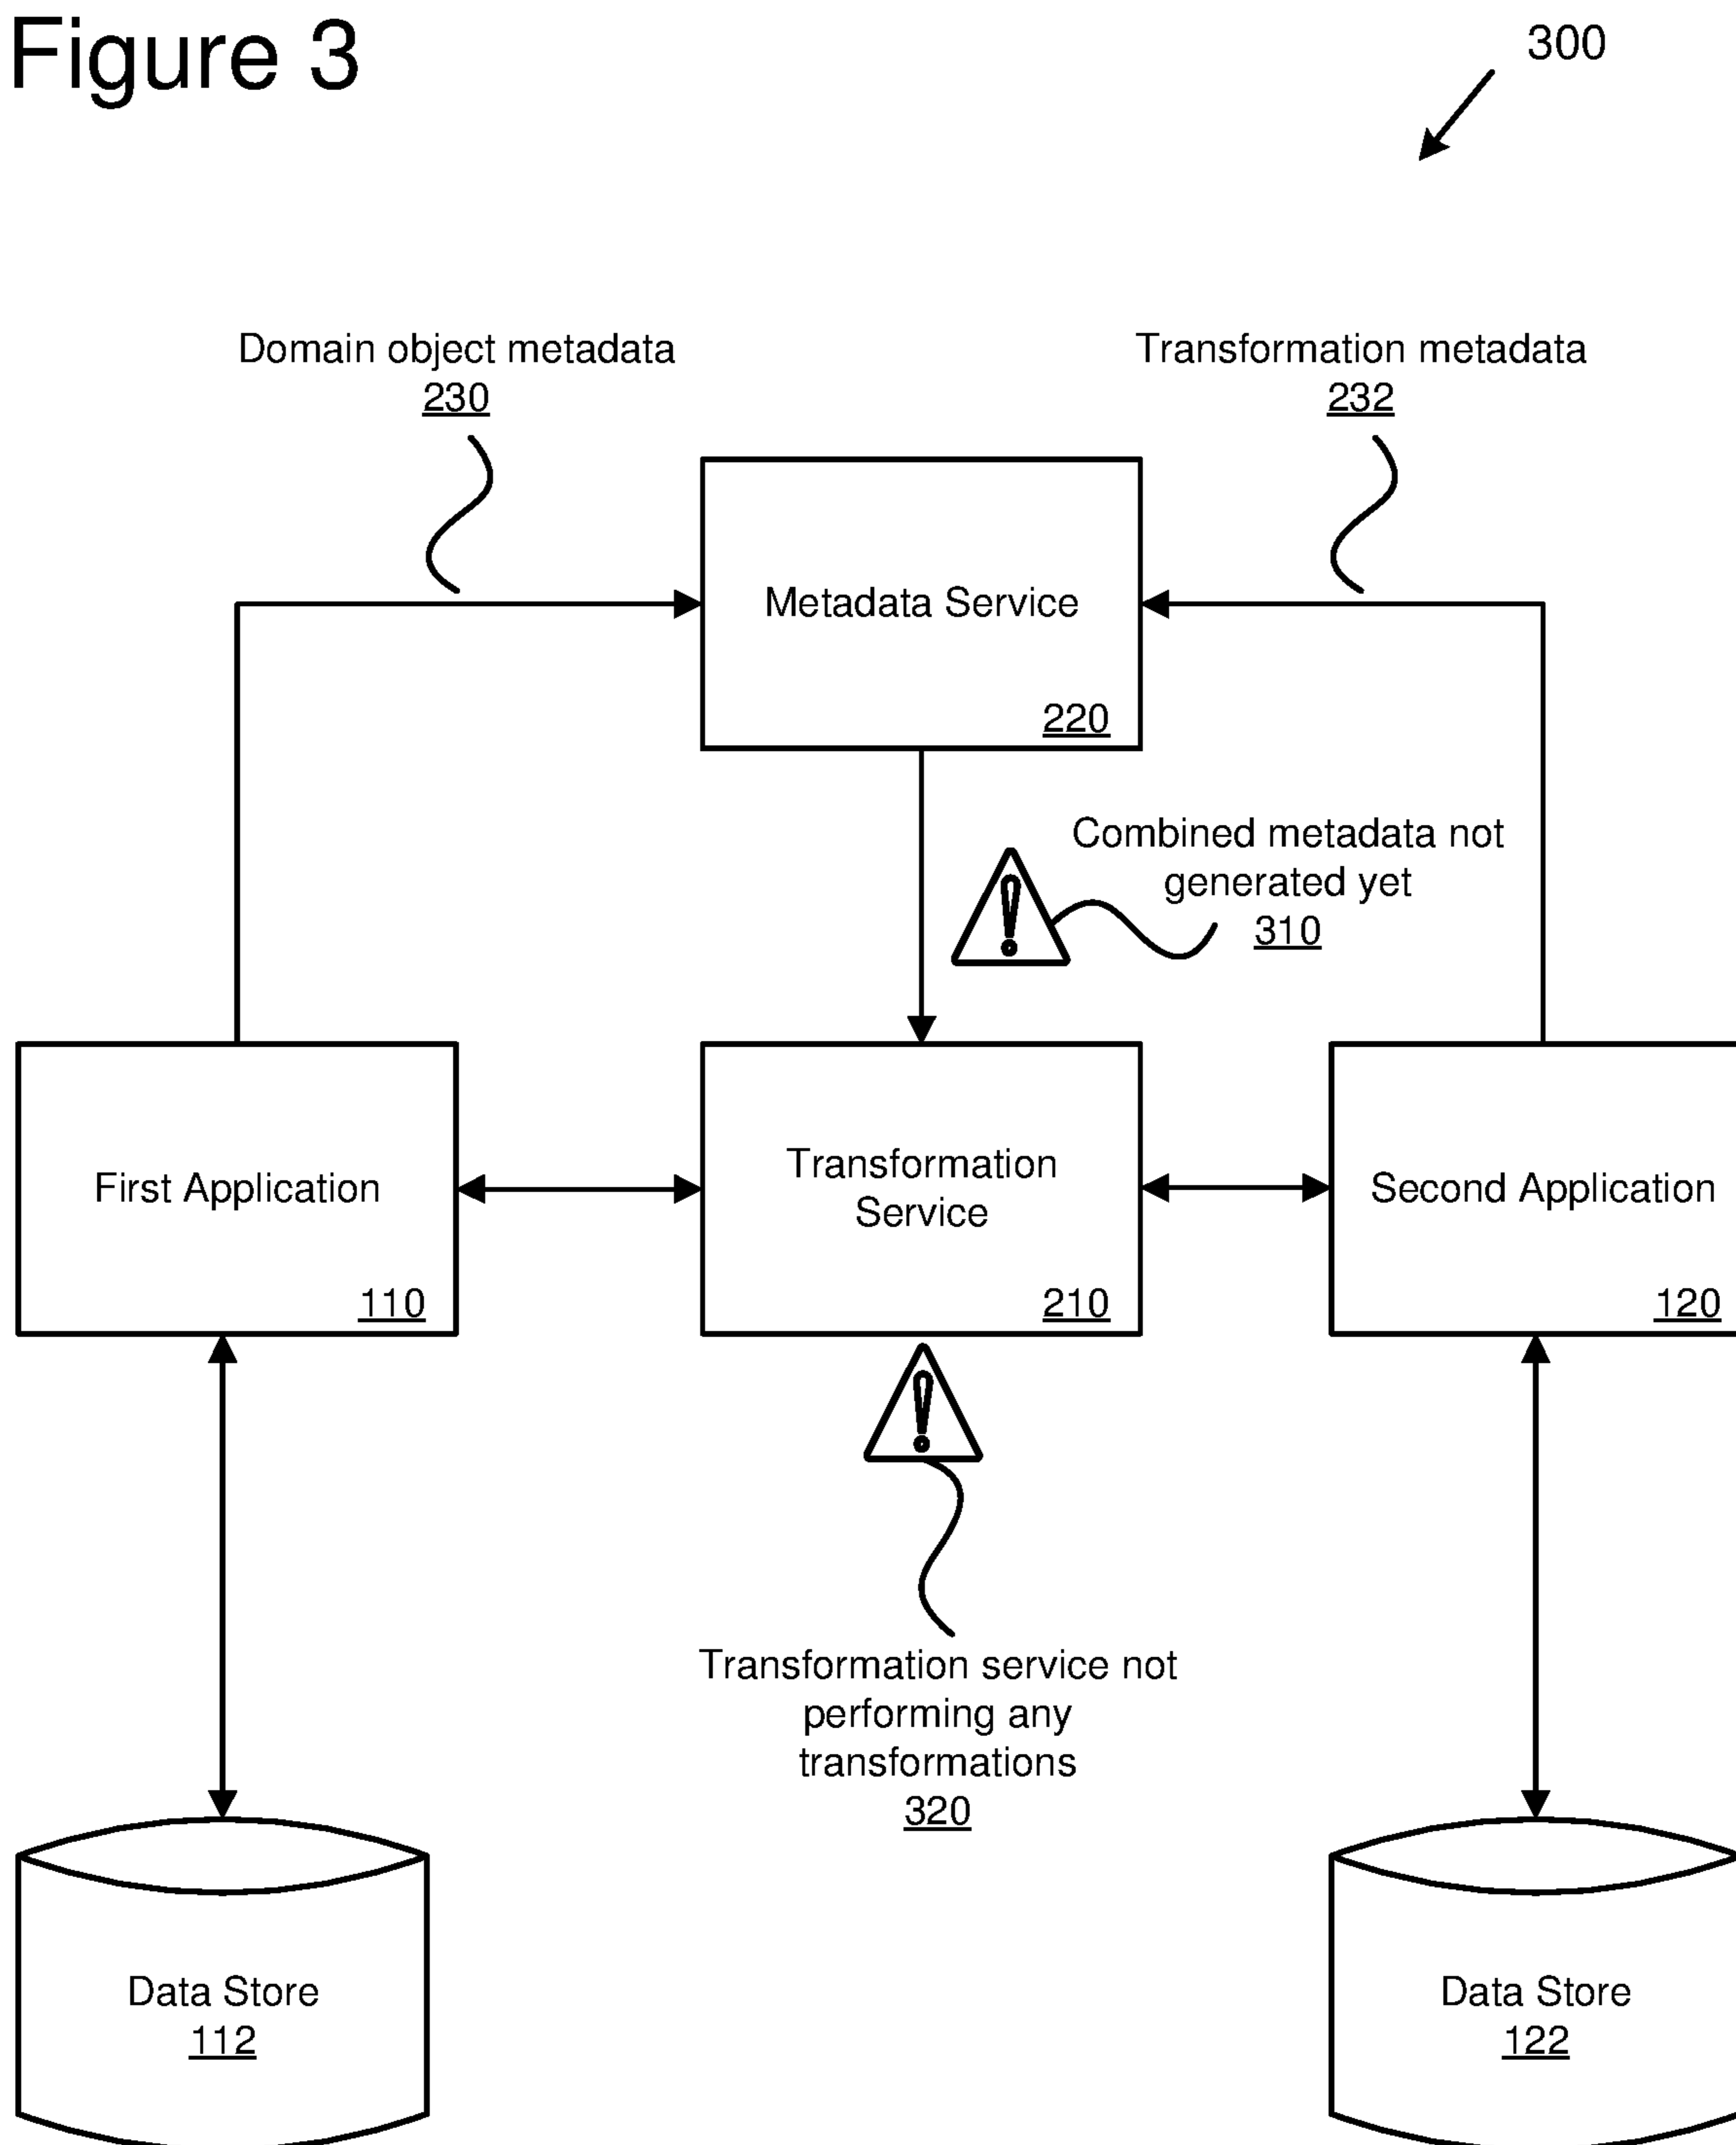 Figure 3
300
Domain object metadata
230
Transformation metadata
232
Metadata Service
220
Combined metadata not
generated yet
310
First Application
110
Transformation
Service
210
Second Application
120
Transformation service not
performing any
transformations
320
Data Store
112
Data Store
122